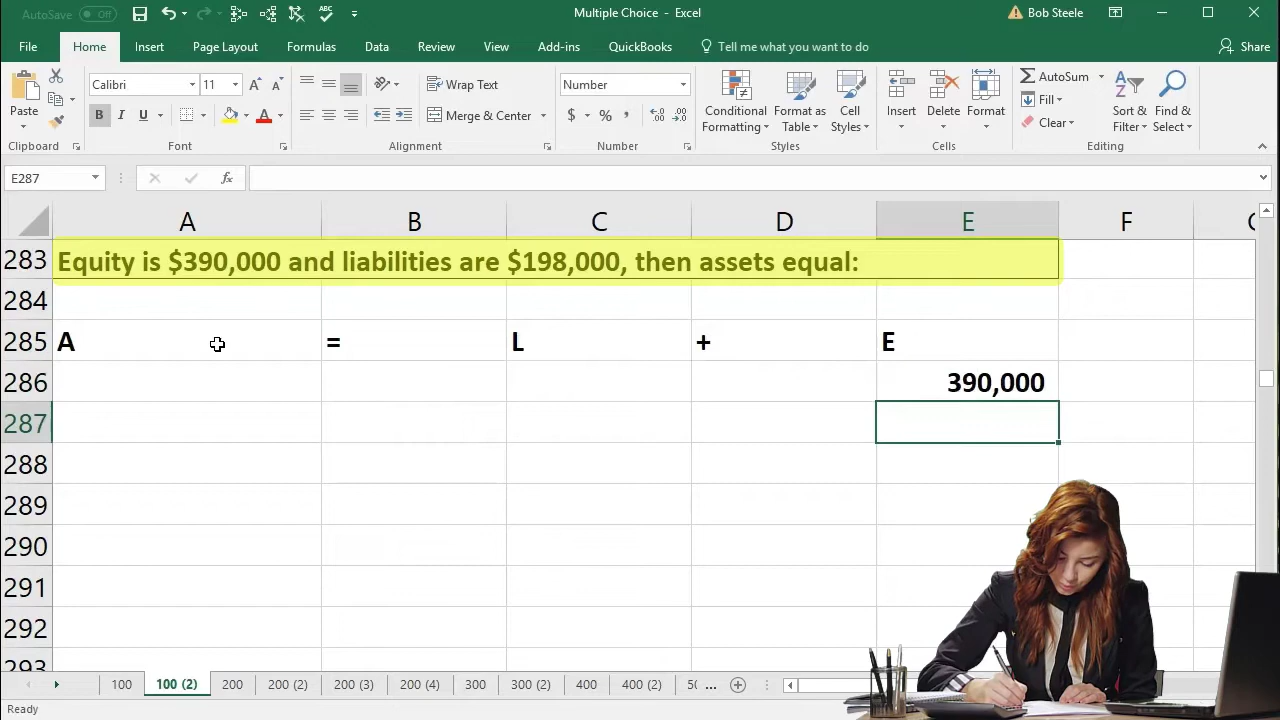 AutoSave Off
Multiple Choice - Excel
Bob Steele
File Home Insert Page Layout Formulas Data Review View Add-ins QuickBooks Tell me what you want to do Share
Paste
Calibri 11
B I U
Wrap Text
Merge & Center
Number
$ % ,
Conditional Formatting
Format as Table
Cell Styles
Insert Delete Format
AutoSum
Fill
Clear
Sort & Filter
Find & Select
Clipboard Font Alignment Number Styles Cells Editing
E287 fx
A B C D E F
283 Equity is $390,000 and liabilities are $198,000, then assets equal:
284
285 A = L + E
286 390,000
287
288
289
290
291
292
293
100 100 (2) 200 200 (2) 200 (3) 200 (4) 300 300 (2) 400 400 (2) 50 ...
Ready